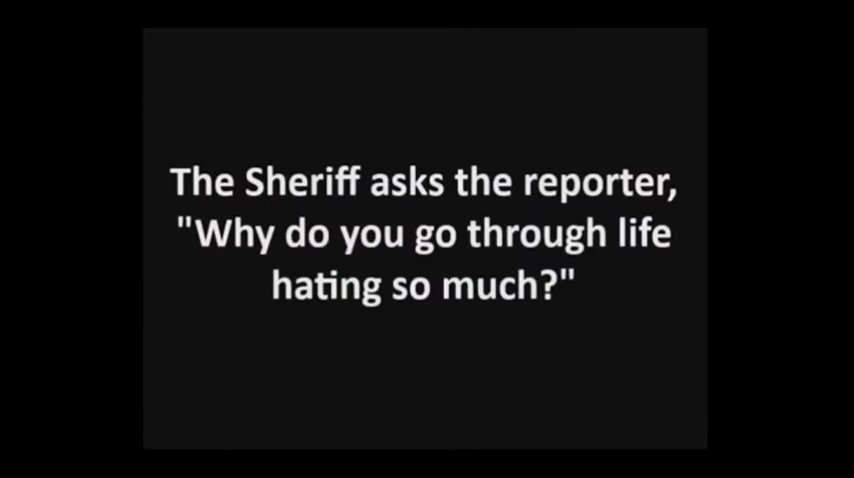 The Sheriff asks the reporter,
"Why do you go through life
hating so much?"